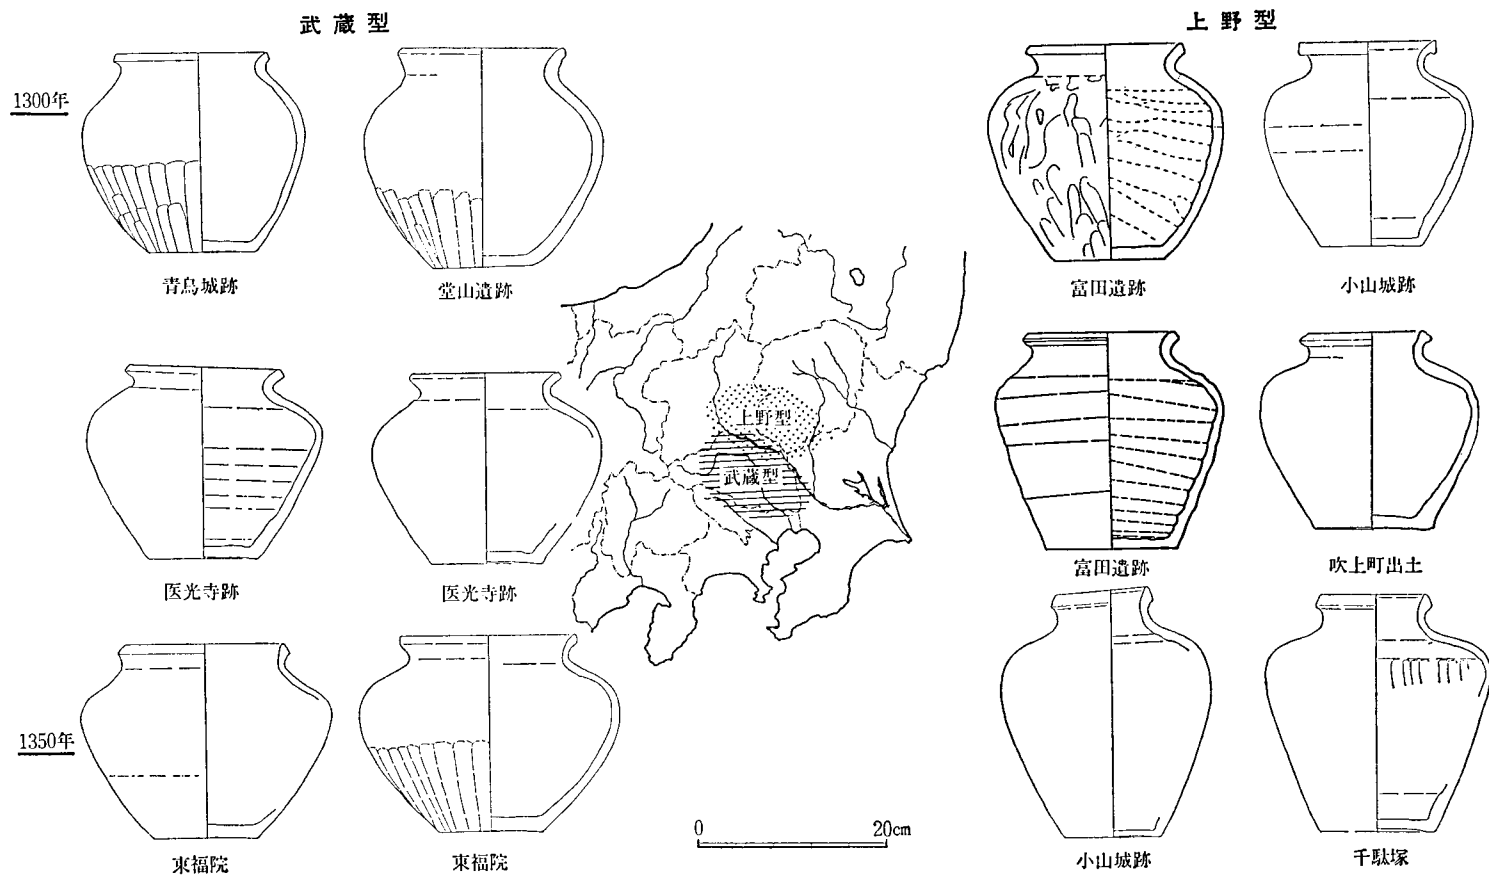 武蔵型
上野型
1300年
青鳥城跡
堂山遺跡
富田遺跡
小山城跡
上野型
武蔵型
医光寺跡
医光寺跡
富田遺跡
吹上町出土
1350年
0 20cm
東福院
東福院
小山城跡
千駄塚